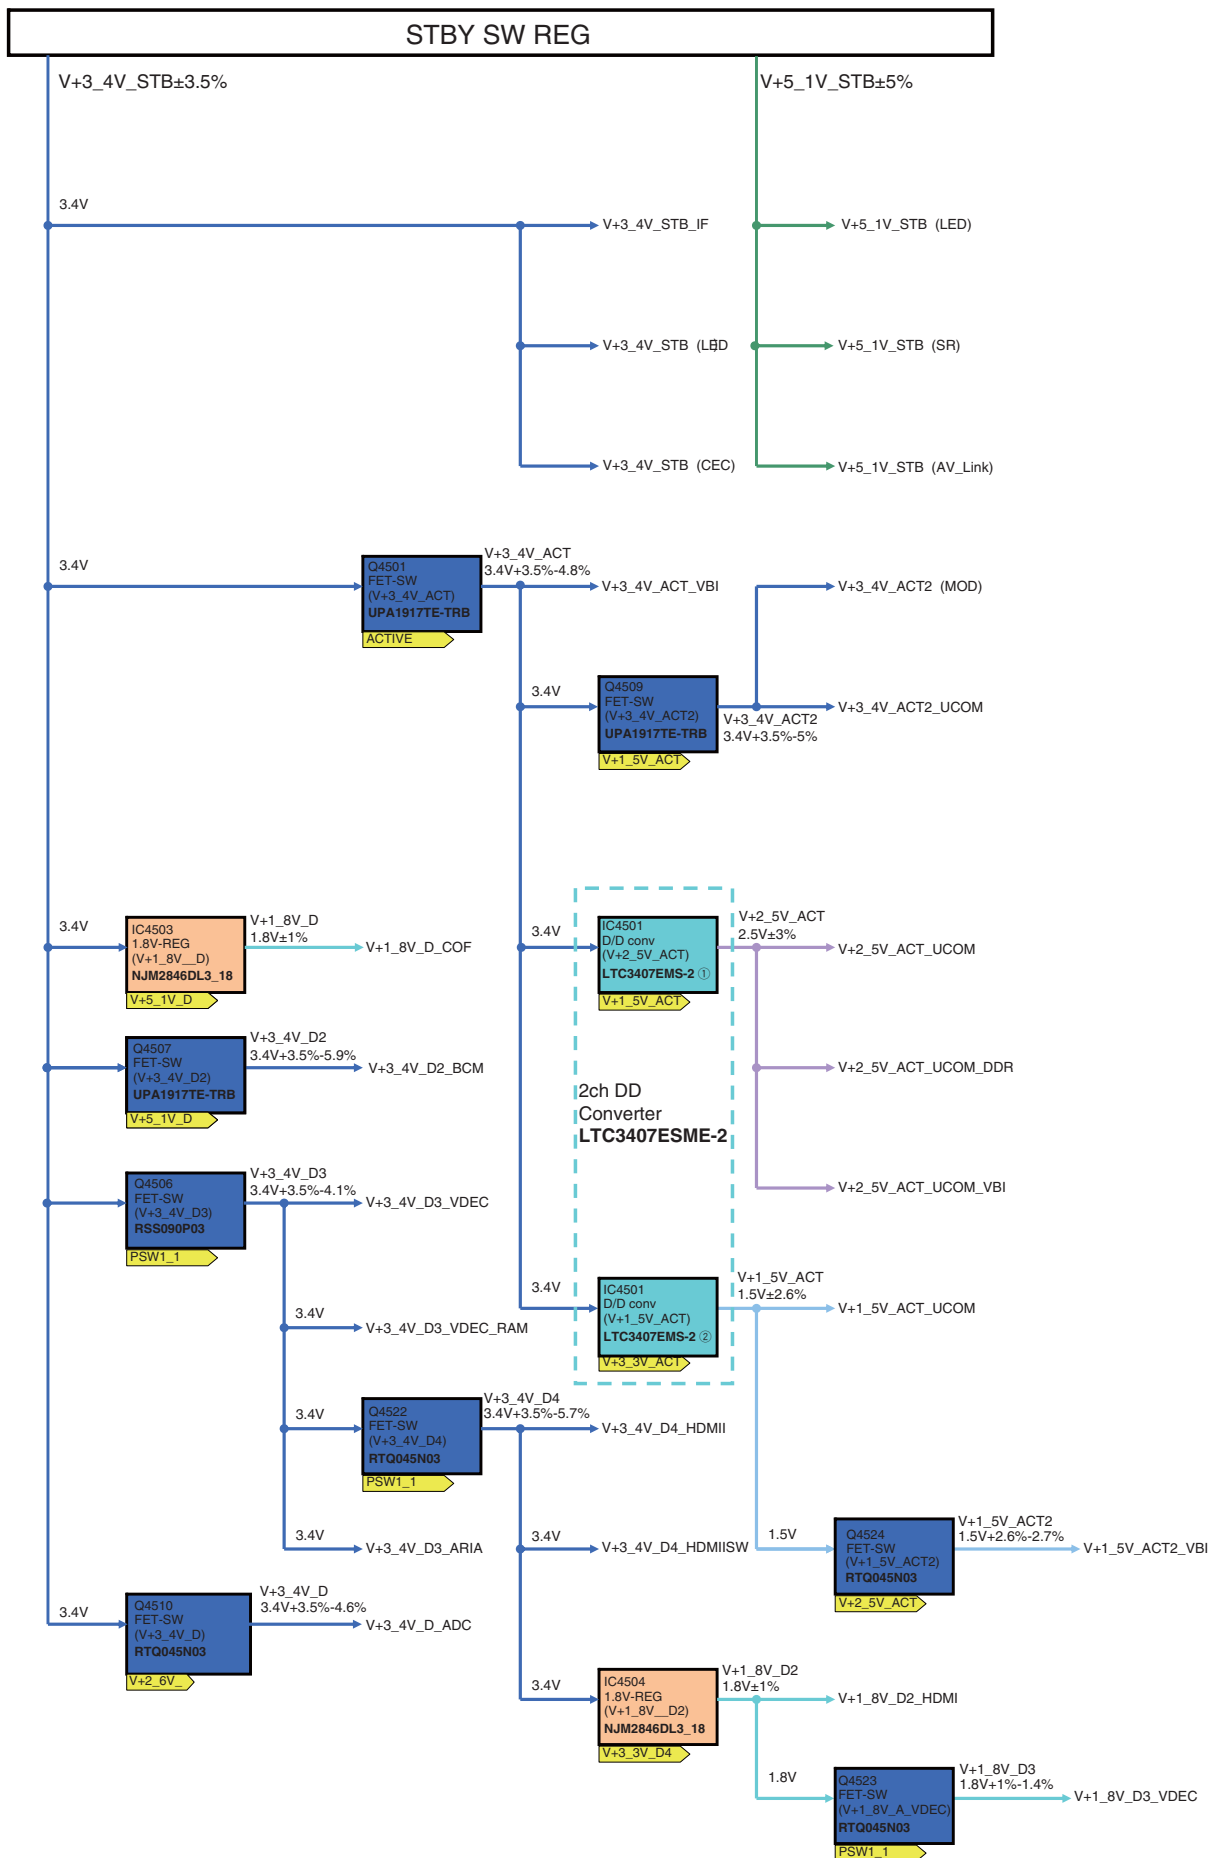 STBY SW REG
V+3_4V_STB±3.5%
V+5_1V_STB±5%
3.4V
V+3_4V_STB_IF
V+5_1V_STB (LED)
V+3_4V_STB (LED
V+5_1V_STB (SR)
V+3_4V_STB (CEC)
V+5_1V_STB (AV_Link)
3.4V
Q4501
FET-SW
(V+3_4V_ACT)
UPA1917TE-TRB
ACTIVE
V+3_4V_ACT
3.4V+3.5%-4.8%
V+3_4V_ACT_VBI
V+3_4V_ACT2 (MOD)
3.4V
Q4509
FET-SW
(V+3_4V_ACT2)
UPA1917TE-TRB
V+1_5V_ACT
V+3_4V_ACT2
3.4V+3.5%-5%
V+3_4V_ACT2_UCOM
3.4V
IC4503
1.8V-REG
(V+1_8V__D)
NJM2846DL3_18
V+5_1V_D
V+1_8V_D
1.8V±1%
V+1_8V_D_COF
3.4V
IC4501
D/D conv
(V+2_5V_ACT)
LTC3407EMS-2 ①
V+1_5V_ACT
V+2_5V_ACT
2.5V±3%
V+2_5V_ACT_UCOM
Q4507
FET-SW
(V+3_4V_D2)
UPA1917TE-TRB
V+5_1V_D
V+3_4V_D2
3.4V+3.5%-5.9%
V+3_4V_D2_BCM
2ch DD
Converter
LTC3407ESME-2
V+2_5V_ACT_UCOM_DDR
V+2_5V_ACT_UCOM_VBI
Q4506
FET-SW
(V+3_4V_D3)
RSS090P03
PSW1_1
V+3_4V_D3
3.4V+3.5%-4.1%
V+3_4V_D3_VDEC
3.4V
V+3_4V_D3_VDEC_RAM
3.4V
IC4501
D/D conv
(V+1_5V_ACT)
LTC3407EMS-2 ②
V+3_3V_ACT
V+1_5V_ACT
1.5V±2.6%
V+1_5V_ACT_UCOM
3.4V
Q4522
FET-SW
(V+3_4V_D4)
RTQ045N03
PSW1_1
V+3_4V_D4
3.4V+3.5%-5.7%
V+3_4V_D4_HDMII
3.4V
V+3_4V_D3_ARIA
3.4V
V+3_4V_D4_HDMIISW
1.5V
Q4524
FET-SW
(V+1_5V_ACT2)
RTQ045N03
V+2_5V_ACT
V+1_5V_ACT2
1.5V+2.6%-2.7%
V+1_5V_ACT2_VBI
3.4V
Q4510
FET-SW
(V+3_4V_D)
RTQ045N03
V+2_6V_
V+3_4V_D
3.4V+3.5%-4.6%
V+3_4V_D_ADC
3.4V
IC4504
1.8V-REG
(V+1_8V__D2)
NJM2846DL3_18
V+3_3V_D4
V+1_8V_D2
1.8V±1%
V+1_8V_D2_HDMI
1.8V
Q4523
FET-SW
(V+1_8V_A_VDEC)
RTQ045N03
PSW1_1
V+1_8V_D3
1.8V+1%-1.4%
V+1_8V_D3_VDEC